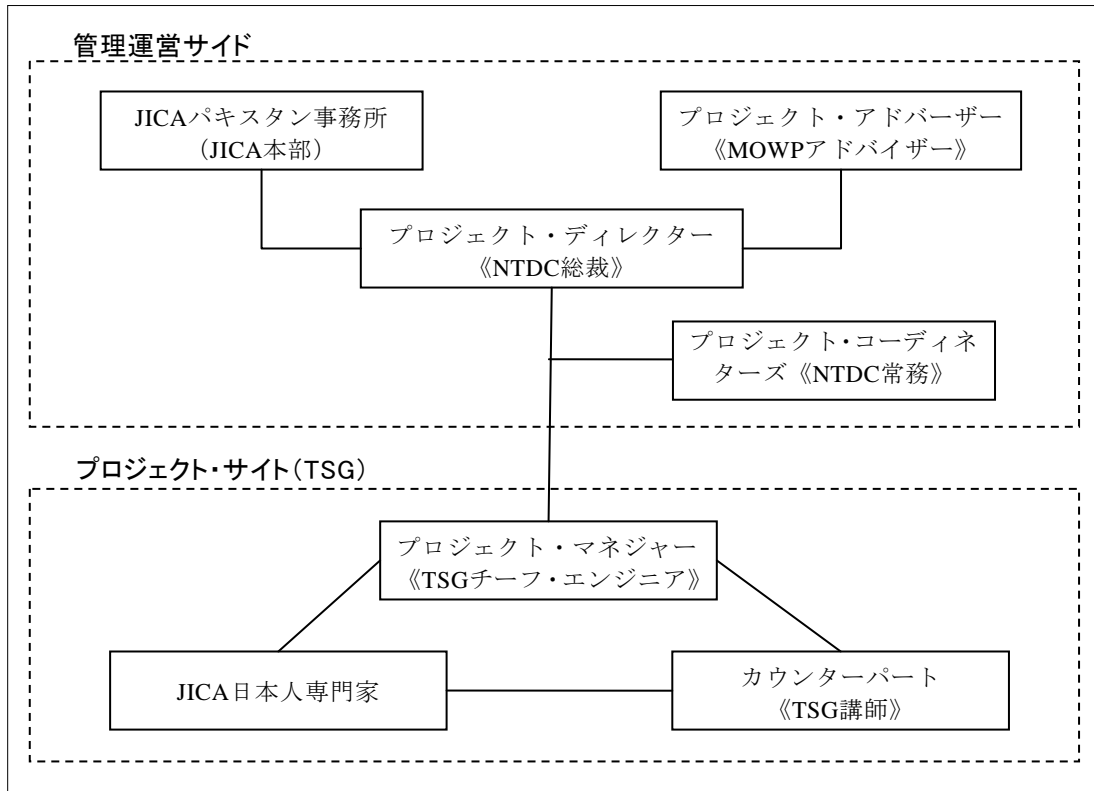 管理運営サイド
JICAパキスタン事務所
（JICA本部）
プロジェクト・アドバーザー
《MOWPアドバイザー》
プロジェクト・ディレクター
《NTDC総裁》
プロジェクト・コーディネ
ターズ《NTDC常務》
プロジェクト・サイト（TSG）
プロジェクト・マネジャー
《TSGチーフ・エンジニア》
JICA日本人専門家
カウンターパート
《TSG講師》